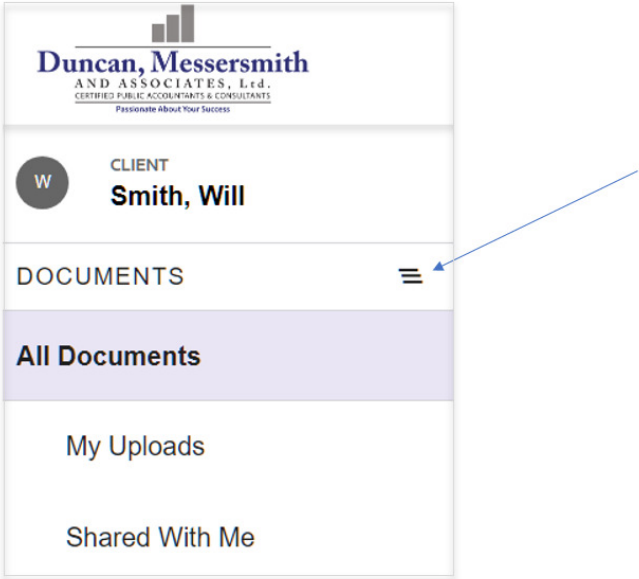 Duncan, Messersmith
AND ASSOCIATES, Ltd.
CERTIFIED PUBLIC ACCOUNTANTS & CONSULTANTS
Passionate About Your Success
CLIENT
W
Smith, Will
DOCUMENTS
All Documents
My Uploads
Shared With Me